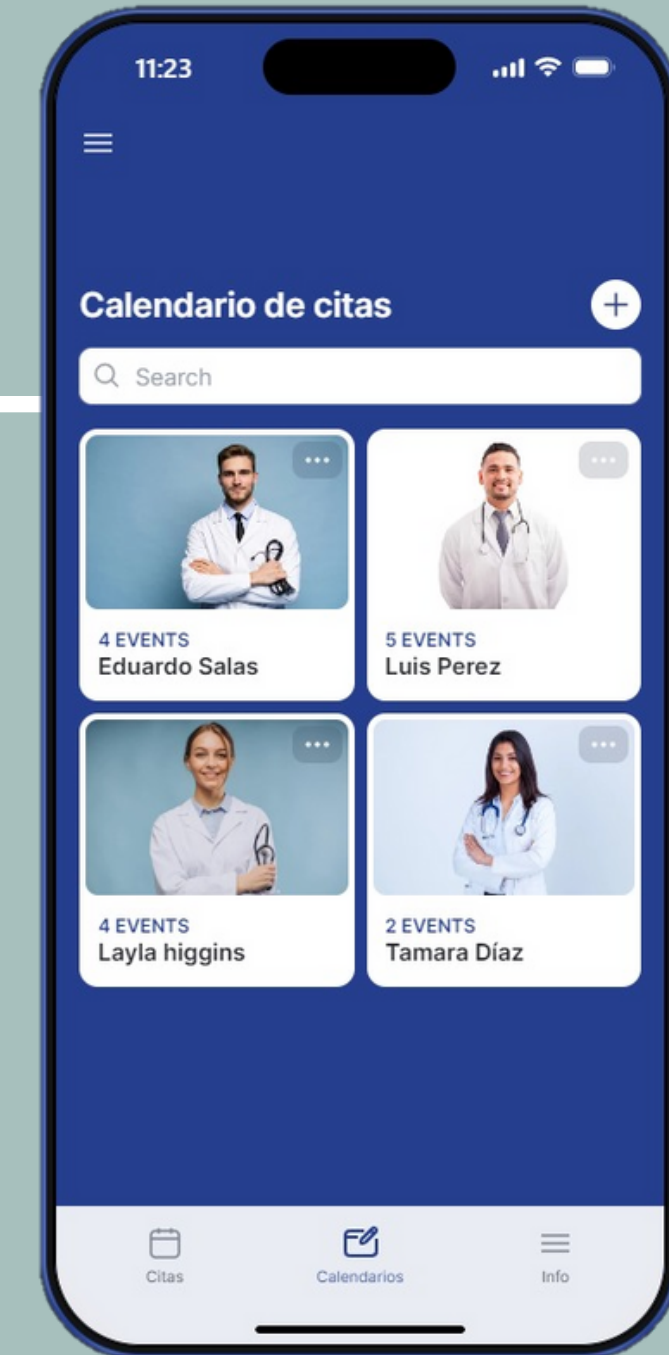 11:23
Calendario de citas
Search
4 EVENTS
Eduardo Salas
5 EVENTS
Luis Perez
4 EVENTS
Layla higgins
2 EVENTS
Tamara Díaz
Citas
Calendarios
Info